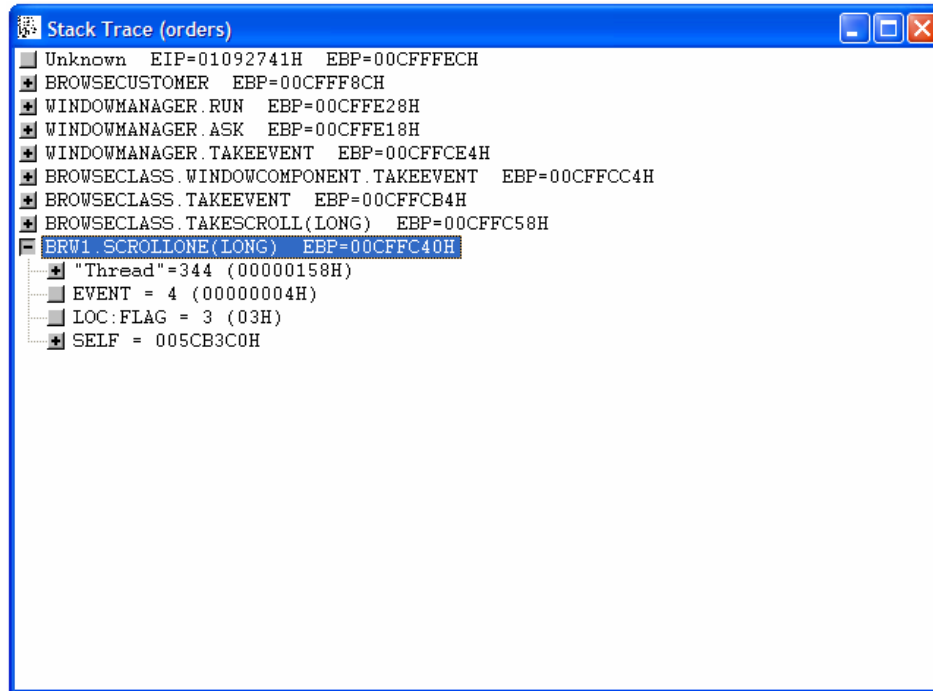 Stack Trace (orders)
Unknown EIP=01092741H EBP=00CFFFECH
BROWSECUSTOMER EBP=00CFFF8CH
WINDOWMANAGER.RUN EBP=00CFFE28H
WINDOWMANAGER.ASK EBP=00CFFE18H
WINDOWMANAGER.TAKEEVENT EBP=00CFFCE4H
BROWSECLASS.WINDOWCOMPONENT.TAKEEVENT EBP=00CFFCC4H
BROWSECLASS.TAKEEVENT EBP=00CFFCB4H
BROWSECLASS.TAKESCROLL(LONG) EBP=00CFFC58H
BRW1.SCROLLONE(LONG) EBP=00CFFC40H
"Thread"=344 (00000158H)
EVENT = 4 (00000004H)
LOC:FLAG = 3 (03H)
SELF = 005CB3C0H